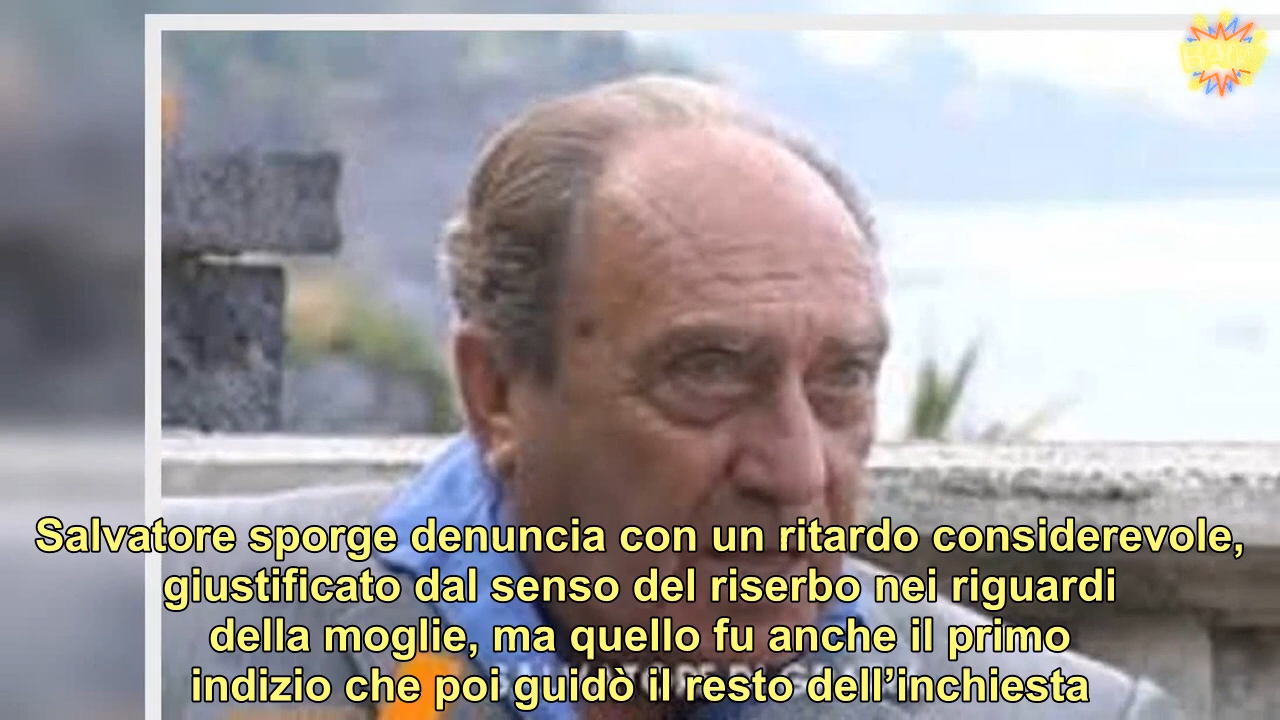 Salvatore sporge denuncia con un ritardo considerevole,
giustificato dal senso del riserbo nei riguardi
della moglie, ma quello fu anche il primo
indizio che poi guidò il resto dell’inchiesta